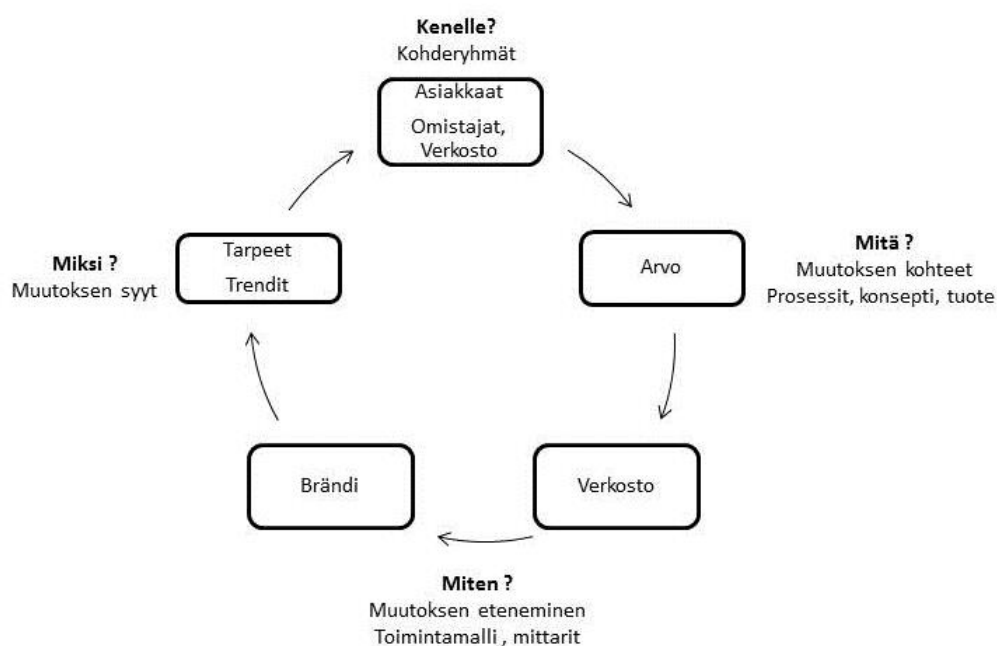 Kenelle?
Kohderyhmät
Asiakkaat
Omistajat,
Verkosto
Miksi ?
Muutoksen syyt
Tarpeet
Trendit
Arvo
Mitä ?
Muutoksen kohteet
Prosessit, konsepti, tuote
Brändi
Verkosto
Miten ?
Muutoksen eteneminen
Toimintamalli , mittarit